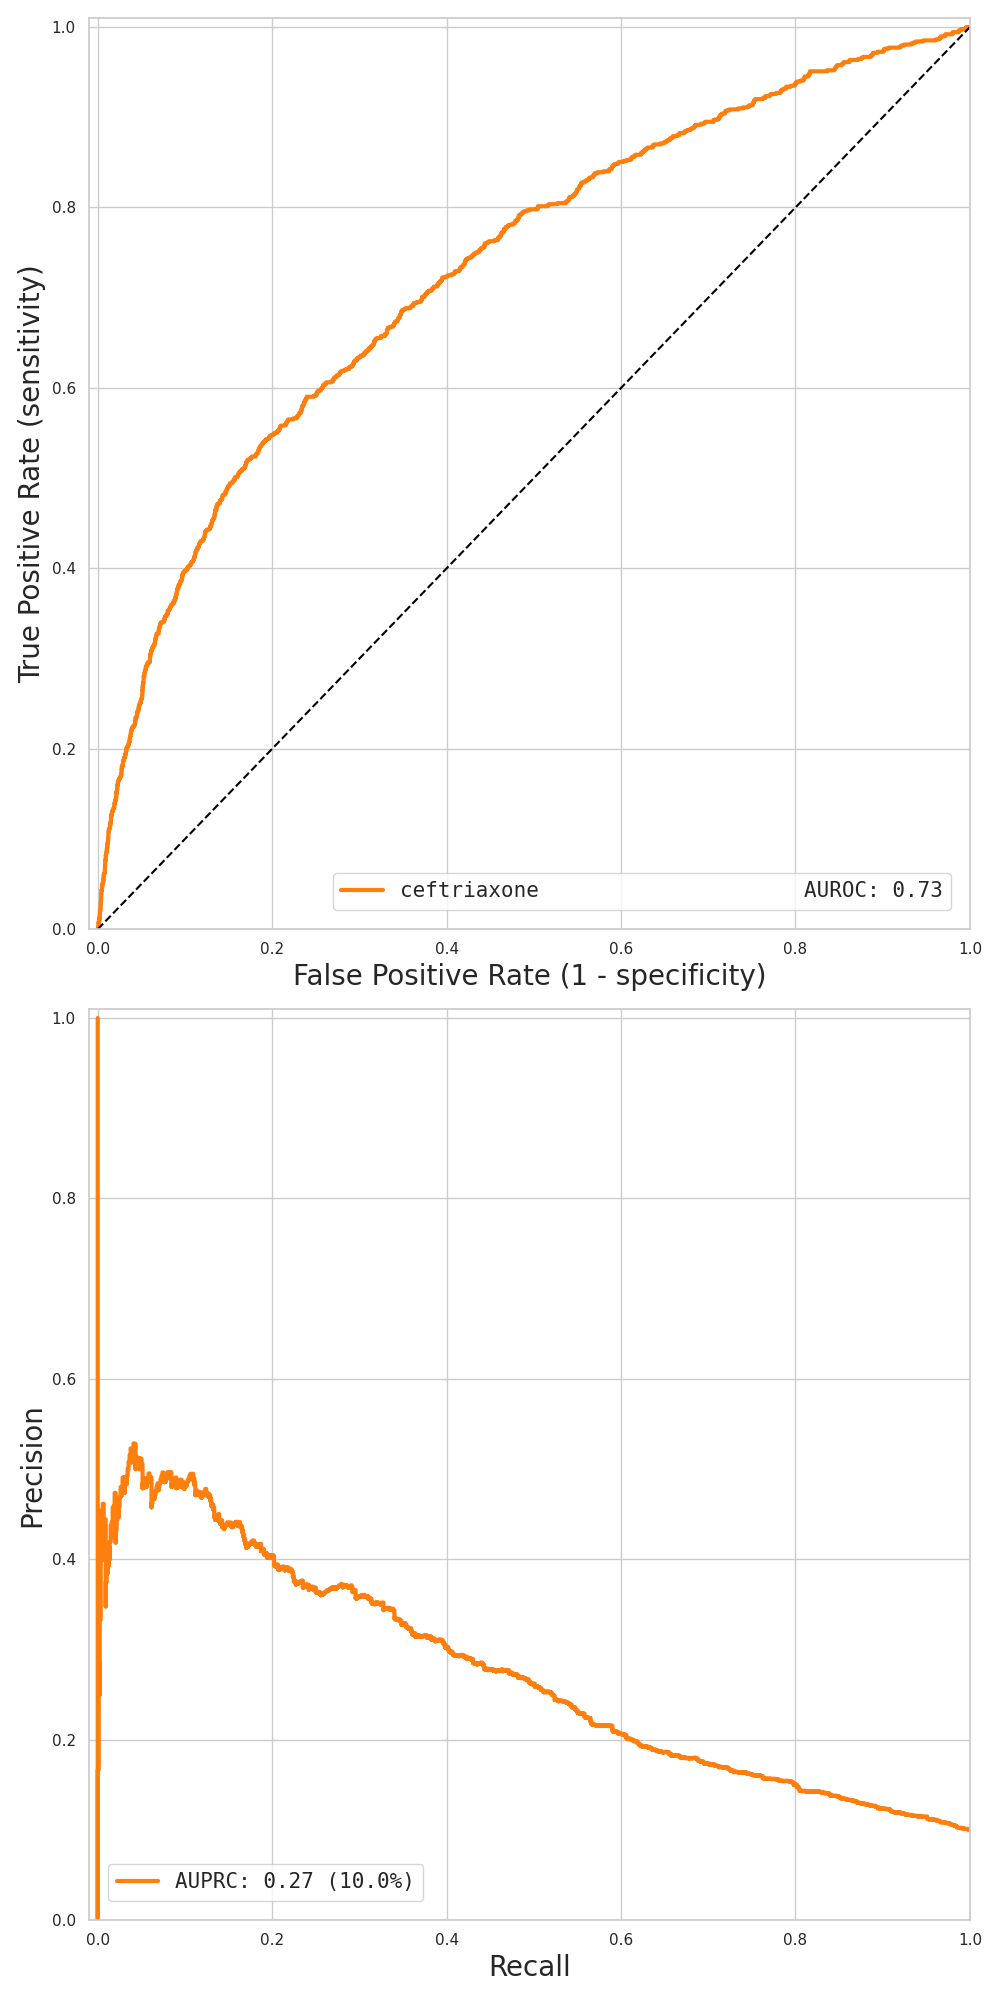 1.0
0.8
0.6
0.4
0.2
0.0
True Positive Rate (sensitivity)
ceftriaxone AUROC: 0.73
0.0 0.2 0.4 0.6 0.8 1.0
False Positive Rate (1 - specificity)
1.0
0.8
0.6
0.4
0.2
0.0
Precision
AUPRC: 0.27 (10.0%)
0.0 0.2 0.4 0.6 0.8 1.0
Recall